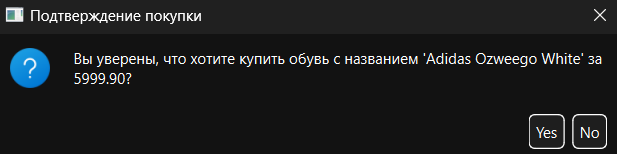 Подтверждение покупки
Вы уверены, что хотите купить обувь с названием 'Adidas Ozweego White' за
5999.90?
Yes No